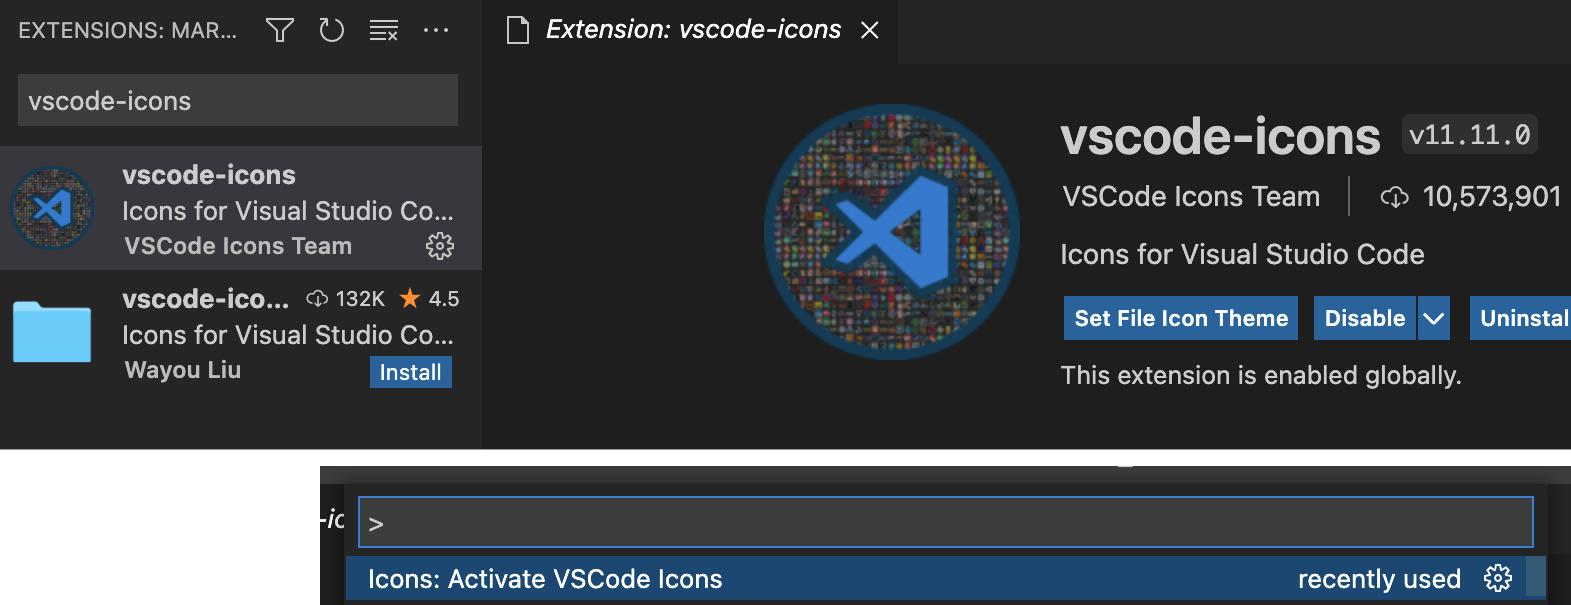 EXTENSIONS: MAR...
Extension: vscode-icons
vscode-icons
vscode-icons
Icons for Visual Studio Co...
VSCode Icons Team
vscode-ico... 132K 4.5
Icons for Visual Studio Co...
Wayou Liu
Install
vscode-icons v11.11.0
VSCode Icons Team 10,573,901
Icons for Visual Studio Code
Set File Icon Theme Disable Uninstal
This extension is enabled globally.
-ic
>
Icons: Activate VSCode Icons recently used